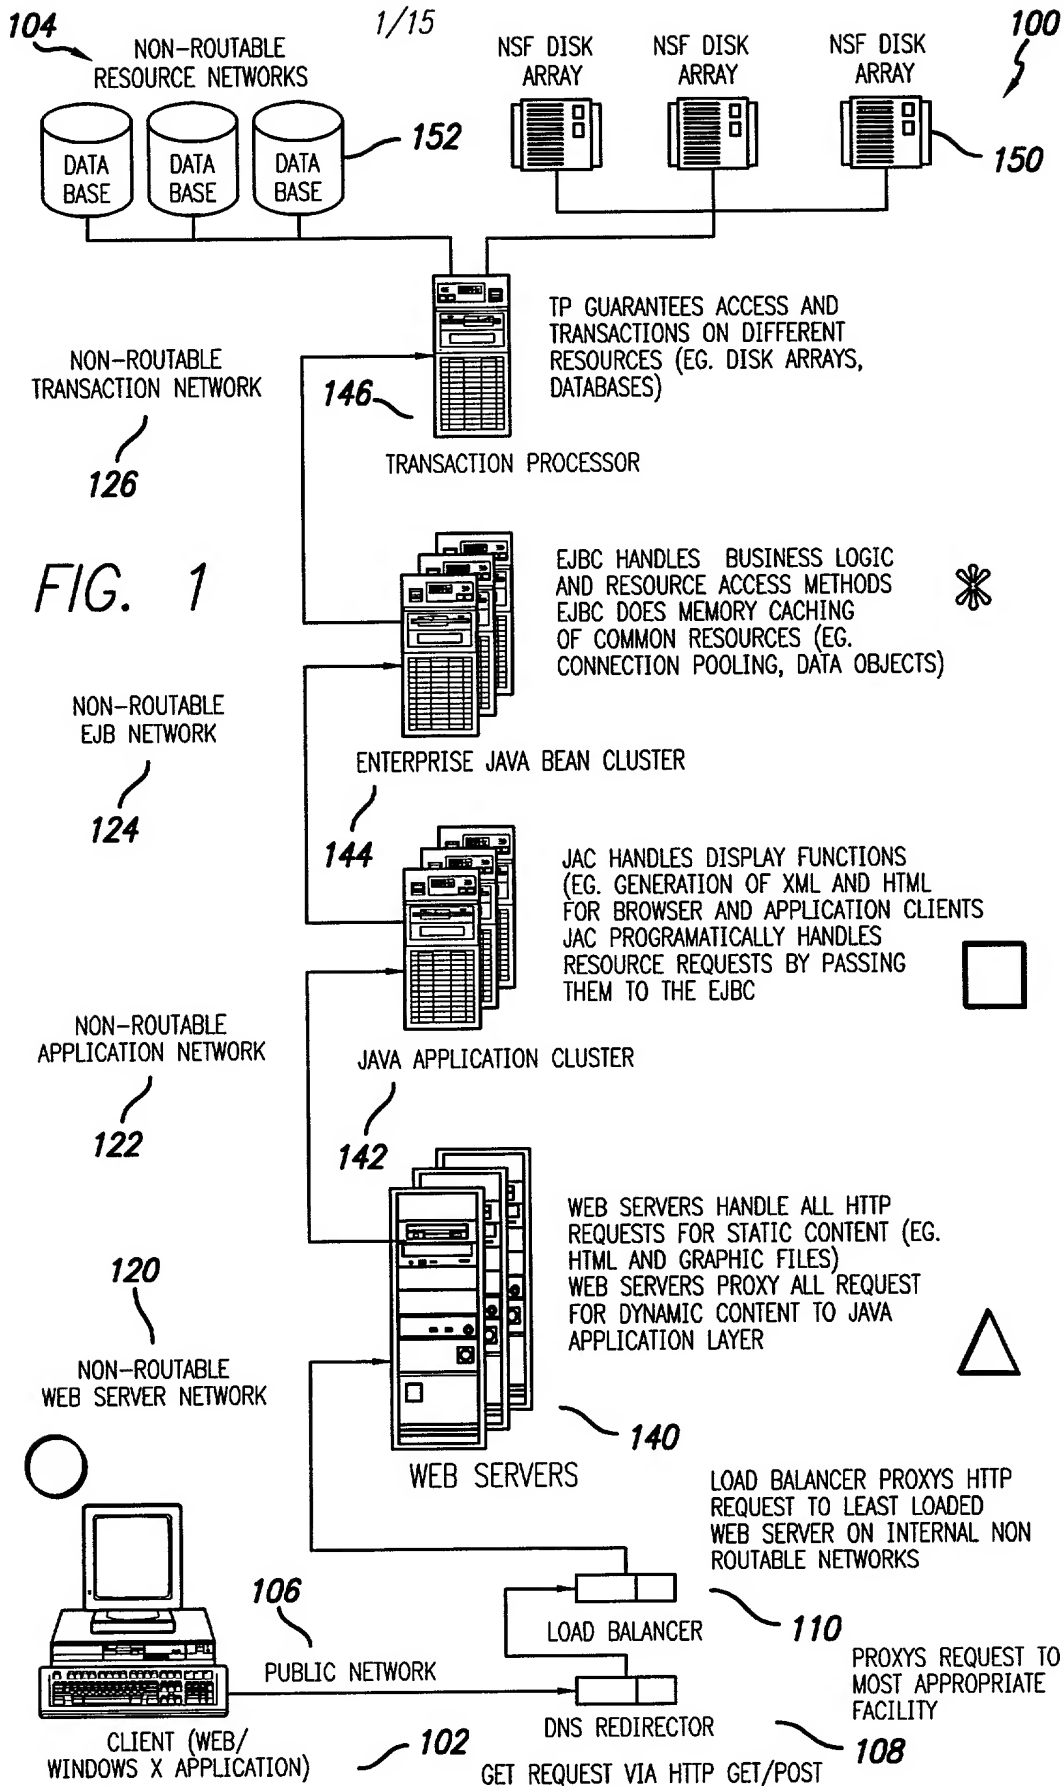 1/15
104
NON-ROUTABLE
RESOURCE NETWORKS
NSF DISK
ARRAY
NSF DISK
ARRAY
NSF DISK
ARRAY
100
DATA
BASE
DATA
BASE
DATA
BASE
152
150
TP GUARANTEES ACCESS AND
TRANSACTIONS ON DIFFERENT
RESOURCES (EG. DISK ARRAYS,
DATABASES)
NON-ROUTABLE
TRANSACTION NETWORK
146
126
TRANSACTION PROCESSOR
FIG. 1
EJBC HANDLES BUSINESS LOGIC
AND RESOURCE ACCESS METHODS
EJBC DOES MEMORY CACHING
OF COMMON RESOURCES (EG.
CONNECTION POOLING, DATA OBJECTS)
NON-ROUTABLE
EJB NETWORK
ENTERPRISE JAVA BEAN CLUSTER
124
144
JAC HANDLES DISPLAY FUNCTIONS
(EG. GENERATION OF XML AND HTML
FOR BROWSER AND APPLICATION CLIENTS
JAC PROGRAMATICALLY HANDLES
RESOURCE REQUESTS BY PASSING
THEM TO THE EJBC
NON-ROUTABLE
APPLICATION NETWORK
JAVA APPLICATION CLUSTER
122
142
WEB SERVERS HANDLE ALL HTTP
REQUESTS FOR STATIC CONTENT (EG.
HTML AND GRAPHIC FILES)
WEB SERVERS PROXY ALL REQUEST
FOR DYNAMIC CONTENT TO JAVA
APPLICATION LAYER
120
NON-ROUTABLE
WEB SERVER NETWORK
140
WEB SERVERS
LOAD BALANCER PROXYS HTTP
REQUEST TO LEAST LOADED
WEB SERVER ON INTERNAL NON
ROUTABLE NETWORKS
106
LOAD BALANCER
110
PUBLIC NETWORK
PROXYS REQUEST TO
MOST APPROPRIATE
FACILITY
DNS REDIRECTOR
CLIENT (WEB/
WINDOWS X APPLICATION)
102
108
GET REQUEST VIA HTTP GET/POST